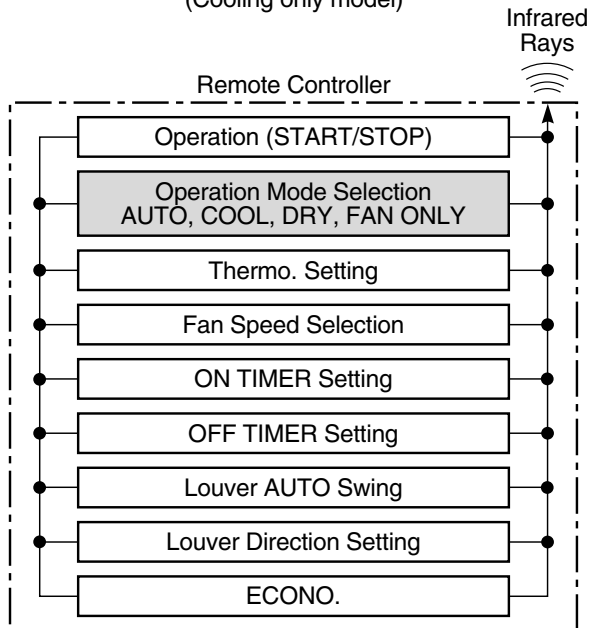 (Cooling only model)
Infrared
Rays
Remote Controller
Operation (START/STOP)
Operation Mode Selection
AUTO, COOL, DRY, FAN ONLY
Thermo. Setting
Fan Speed Selection
ON TIMER Setting
OFF TIMER Setting
Louver AUTO Swing
Louver Direction Setting
ECONO.